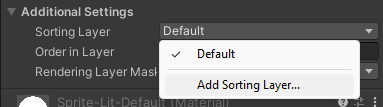 Additional Settings
Sorting Layer Default
Order in Layer
Default
Rendering Layer Mask
Add Sorting Layer...
Sprite-Lit-Default (Material)